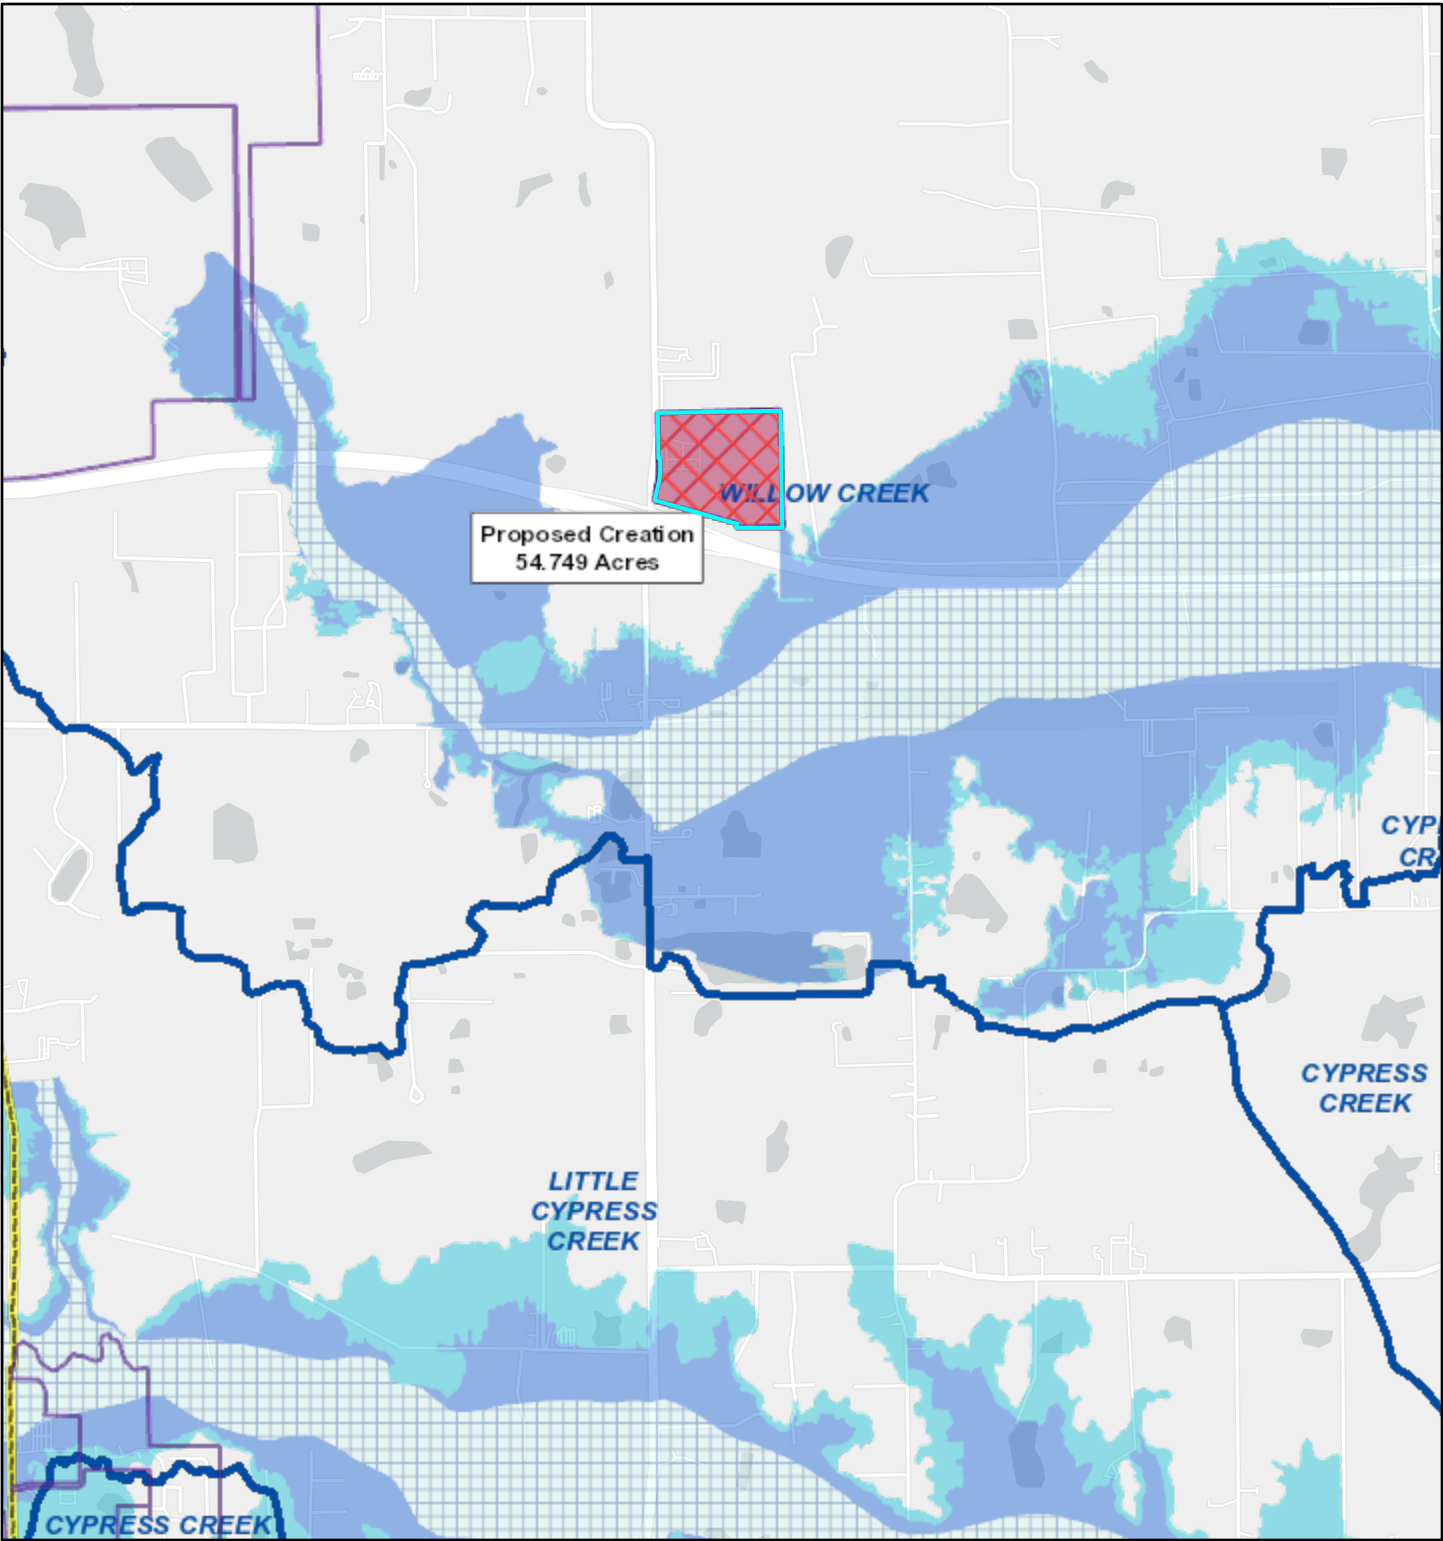 WILLOW CREEK
Proposed Creation
54.749 Acres
CYP
CR
CYPRESS
CREEK
LITTLE
CYPRESS
CREEK
CYPRESS CREEK